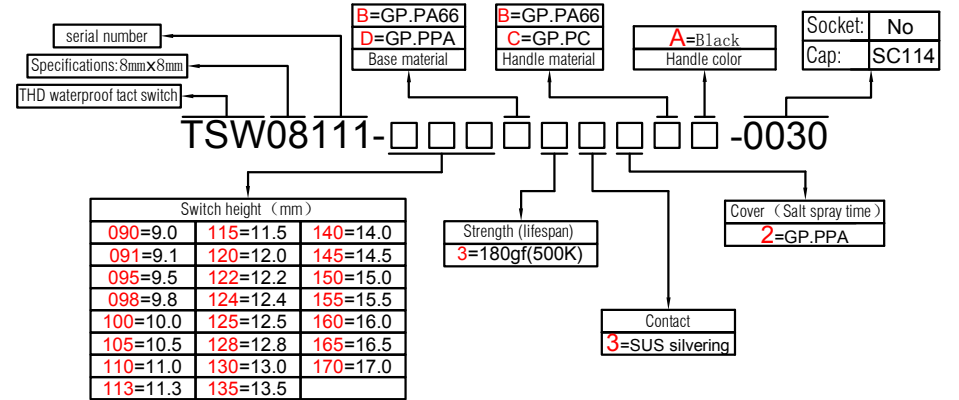 serial number
Specifications: 8mmX8mm
THD waterproof tact switch
B=GP.PA66
D=GP.PPA
Base material
B=GP.PA66
C=GP.PC
Handle material
A=Black
Handle color
Socket: No
Cap: SC114
TSW08111-□□□□□□□□□-0030
Switch height（mm）
090=9.0 115=11.5 140=14.0
091=9.1 120=12.0 145=14.5
095=9.5 122=12.2 150=15.0
098=9.8 124=12.4 155=15.5
100=10.0 125=12.5 160=16.0
105=10.5 128=12.8 165=16.5
110=11.0 130=13.0 170=17.0
113=11.3 135=13.5
Strength (lifespan)
3=180gf(500K)
Contact
3=SUS silvering
Cover（Salt spray time）
2=GP.PPA